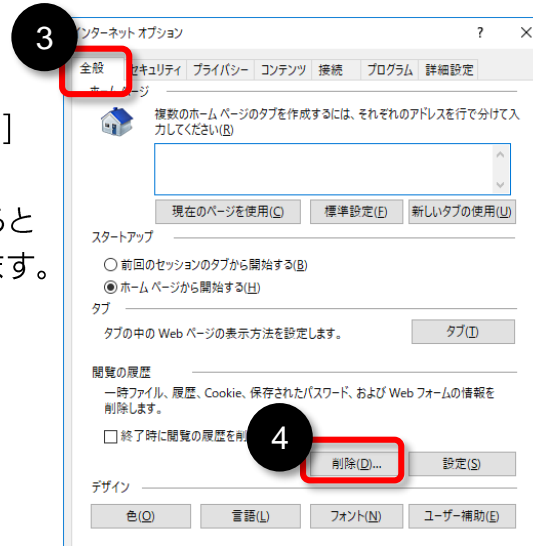 3
インターネット オプション ? ×
全般 セキュリティ プライバシー コンテンツ 接続 プログラム 詳細設定
ホーム ページ
]
複数のホーム ページのタブを作成するには、それぞれのアドレスを行で分けて入
力してください(R)
ると
現在のページを使用(C) 標準設定(F) 新しいタブの使用(U)
スタートアップ
ます。
前回のセッションのタブから開始する(B)
ホーム ページから開始する(H)
タブ
タブの中の Web ページの表示方法を設定します。 タブ(T)
閲覧の履歴
一時ファイル、履歴、Cookie、保存されたパスワード、および Web フォームの情報を
削除します。
終了時に閲覧の履歴を削
4
削除(D)... 設定(S)
デザイン
色(O) 言語(L) フォント(N) ユーザー補助(E)